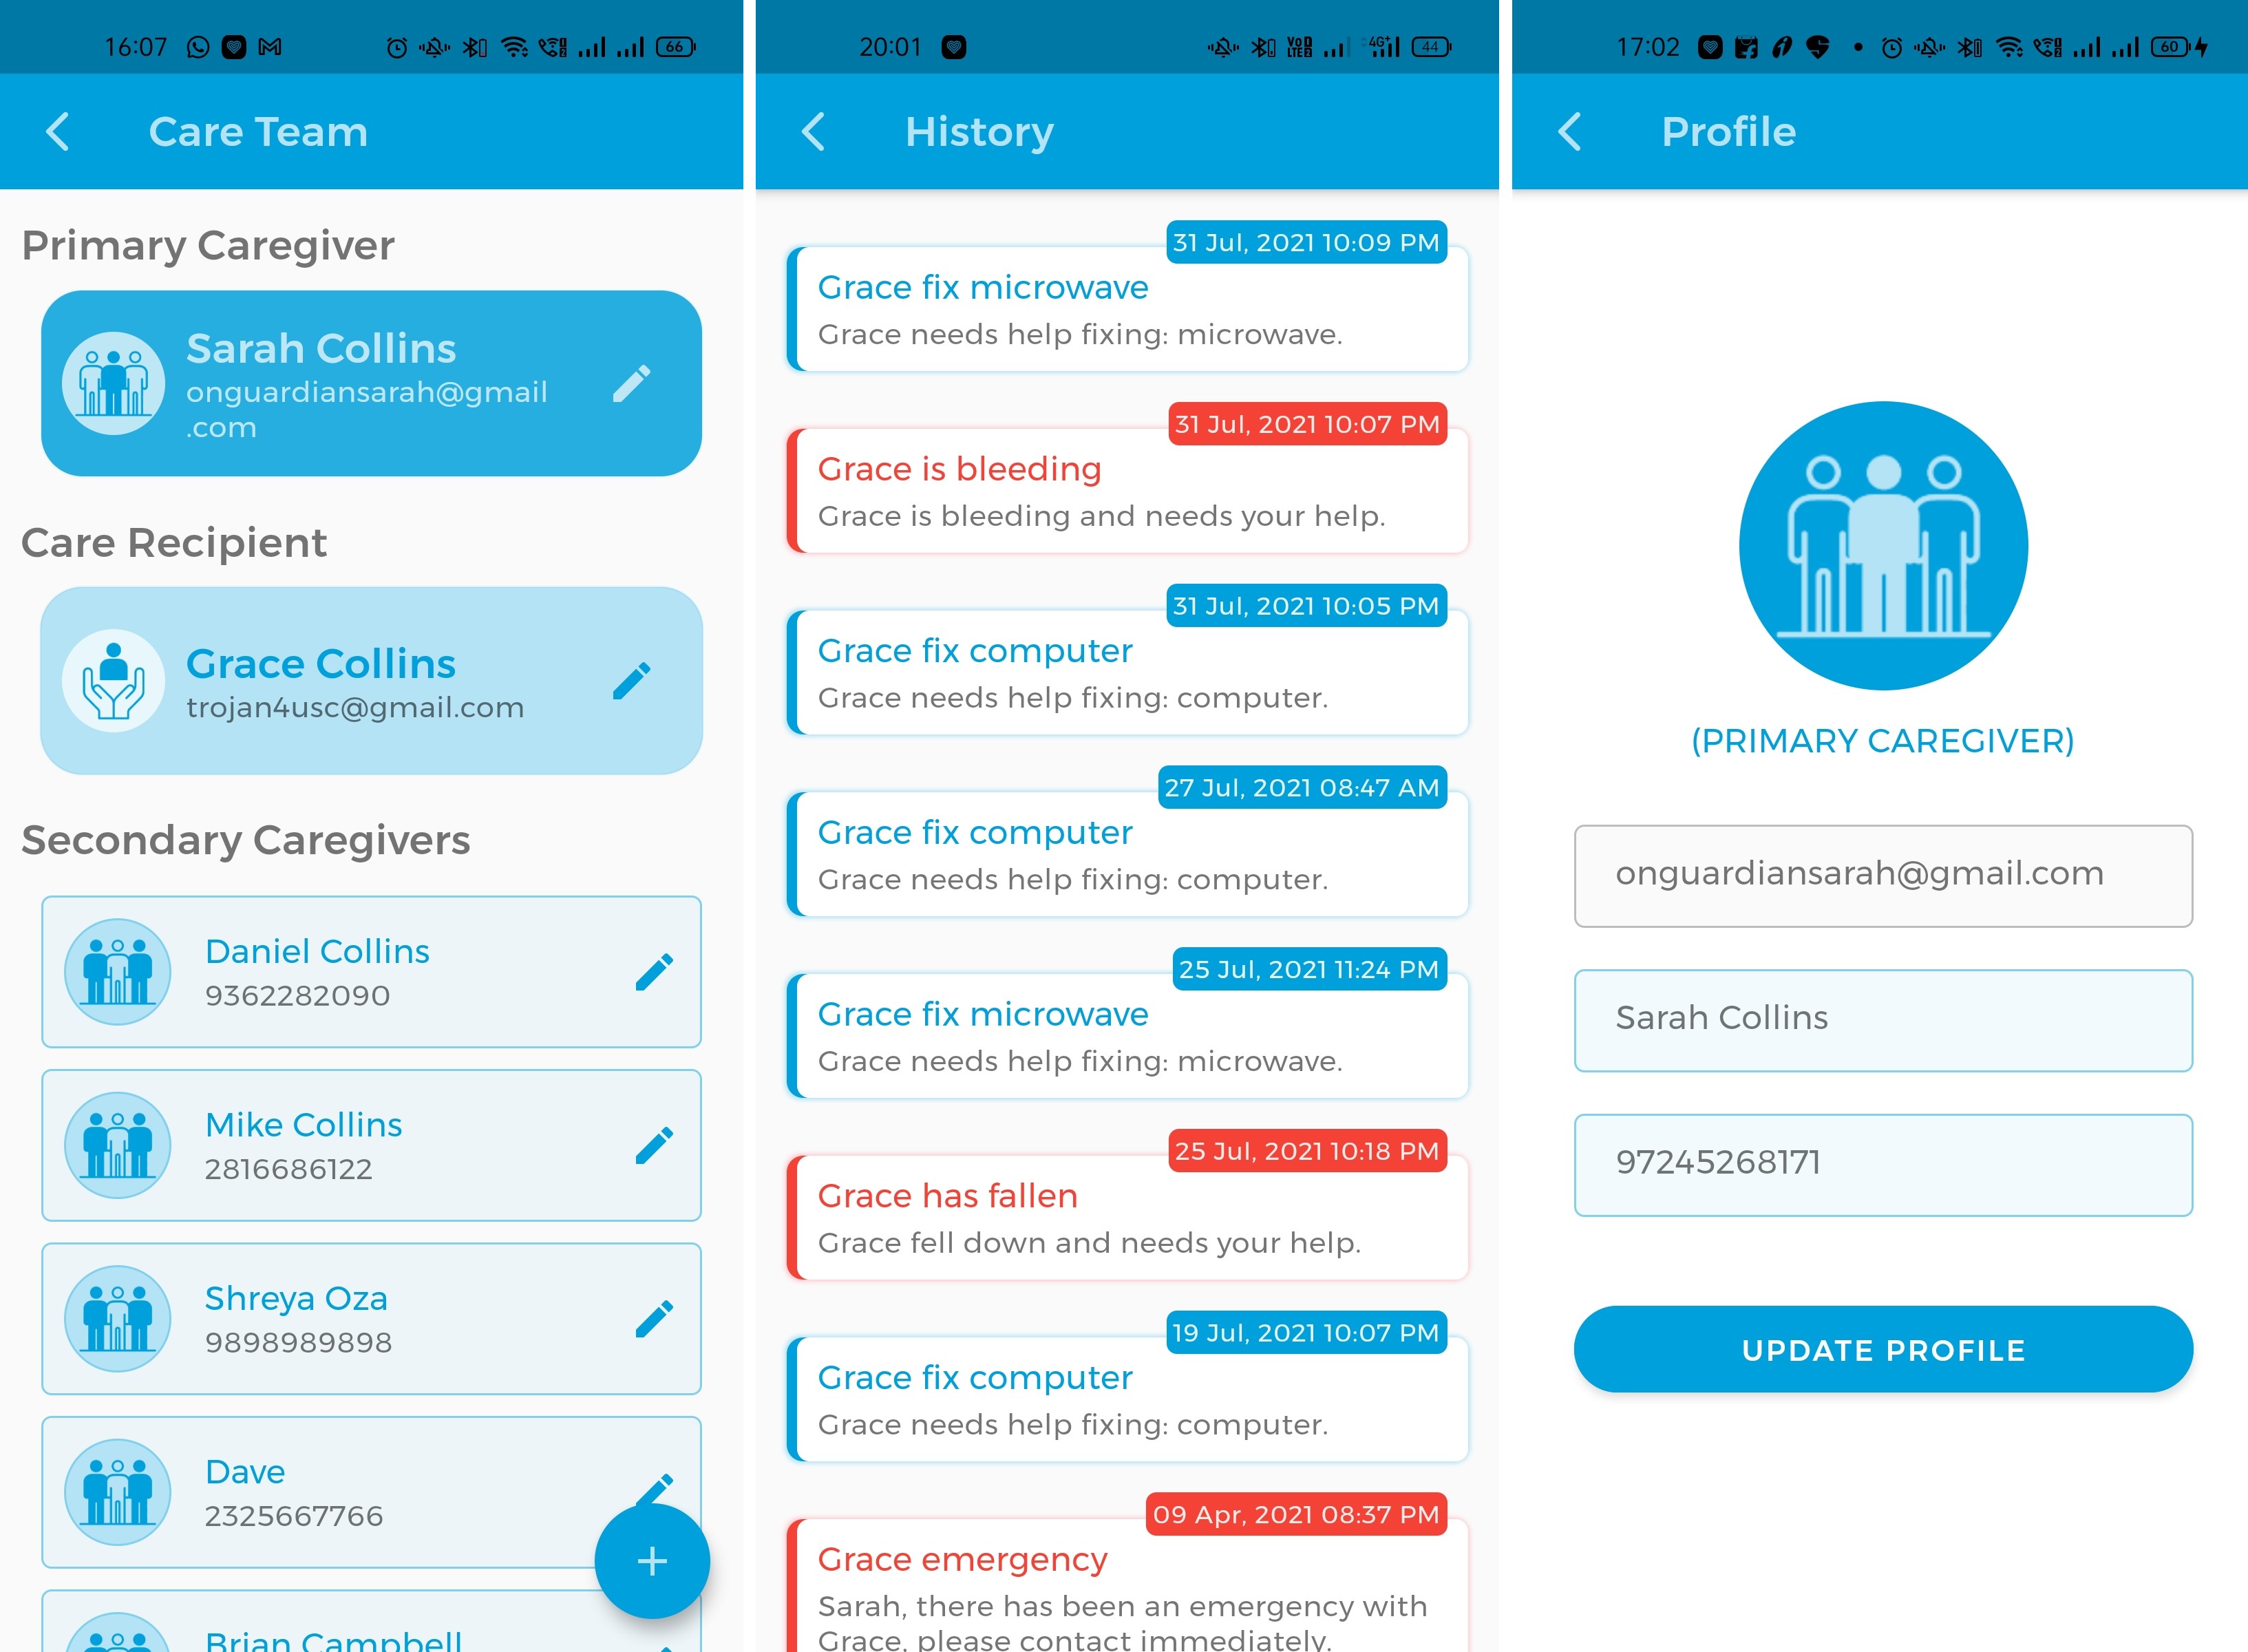 16:07
66
Care Team
Primary Caregiver
Sarah Collins
onguardiansarah@gmail
.com
Care Recipient
Grace Collins
trojan4usc@gmail.com
Secondary Caregivers
Daniel Collins
9362282090
Mike Collins
2816686122
Shreya Oza
9898989898
Dave
2325667766
Brian Campbell
20:01
4G+
44
History
31 Jul, 2021 10:09 PM
Grace fix microwave
Grace needs help fixing: microwave.
31 Jul, 2021 10:07 PM
Grace is bleeding
Grace is bleeding and needs your help.
31 Jul, 2021 10:05 PM
Grace fix computer
Grace needs help fixing: computer.
27 Jul, 2021 08:47 AM
Grace fix computer
Grace needs help fixing: computer.
25 Jul, 2021 11:24 PM
Grace fix microwave
Grace needs help fixing: microwave.
25 Jul, 2021 10:18 PM
Grace has fallen
Grace fell down and needs your help.
19 Jul, 2021 10:07 PM
Grace fix computer
Grace needs help fixing: computer.
09 Apr, 2021 08:37 PM
Grace emergency
Sarah, there has been an emergency with
Grace, please contact immediately.
17:02
60
Profile
(PRIMARY CAREGIVER)
onguardiansarah@gmail.com
Sarah Collins
97245268171
UPDATE PROFILE